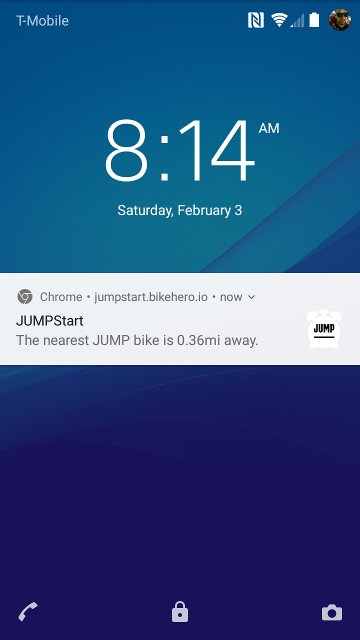 T-Mobile
8:14 AM
Saturday, February 3
Chrome • jumpstart.bikehero.io • now
JUMPStart
The nearest JUMP bike is 0.36mi away.
JUMP